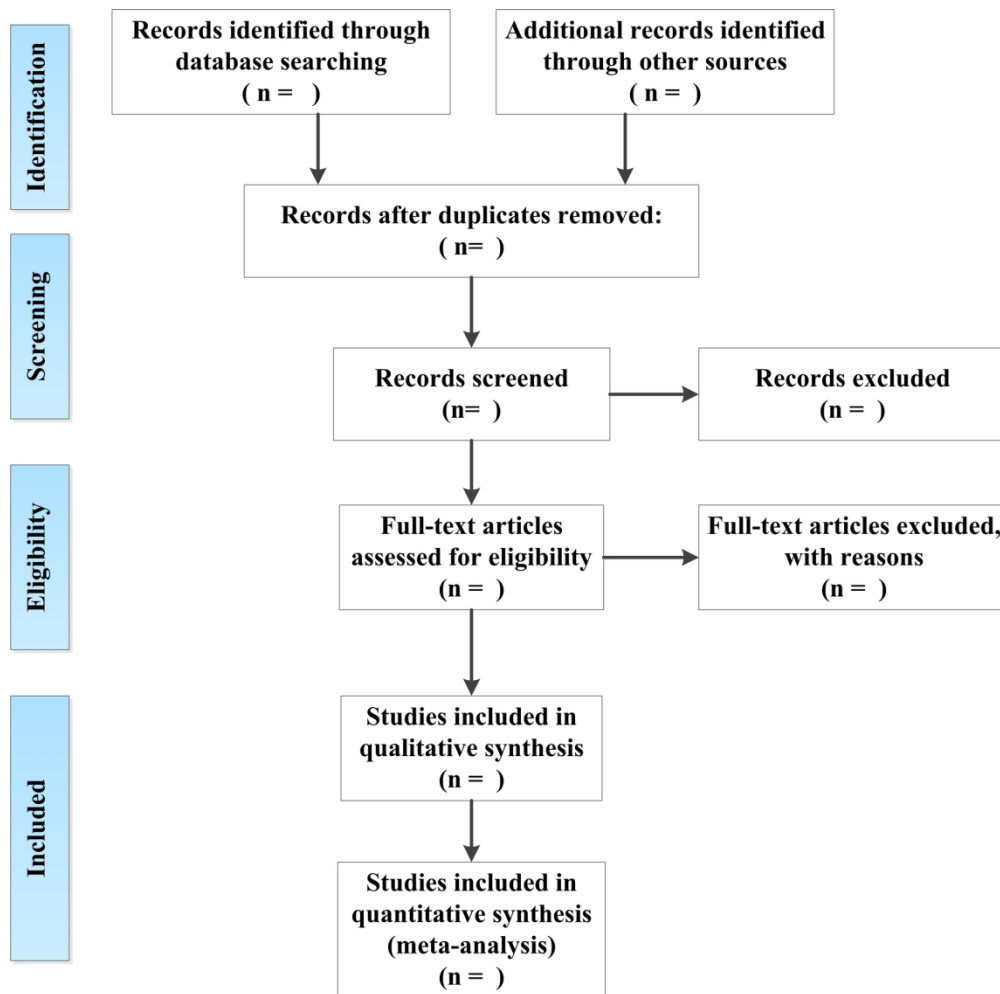 Identification
Records identified through
database searching
( n =   )
Additional records identified
through other sources
( n =  )
Records after duplicates removed:
( n=  )
Screening
Records screened
(n=  )
Records excluded
(n =  )
Eligibility
Full-text articles
assessed for eligibility
(n =  )
Full-text articles excluded,
with reasons
(n =  )
Included
Studies included in
qualitative synthesis
(n =  )
Studies included in
quantitative synthesis
(meta-analysis)
(n =  )